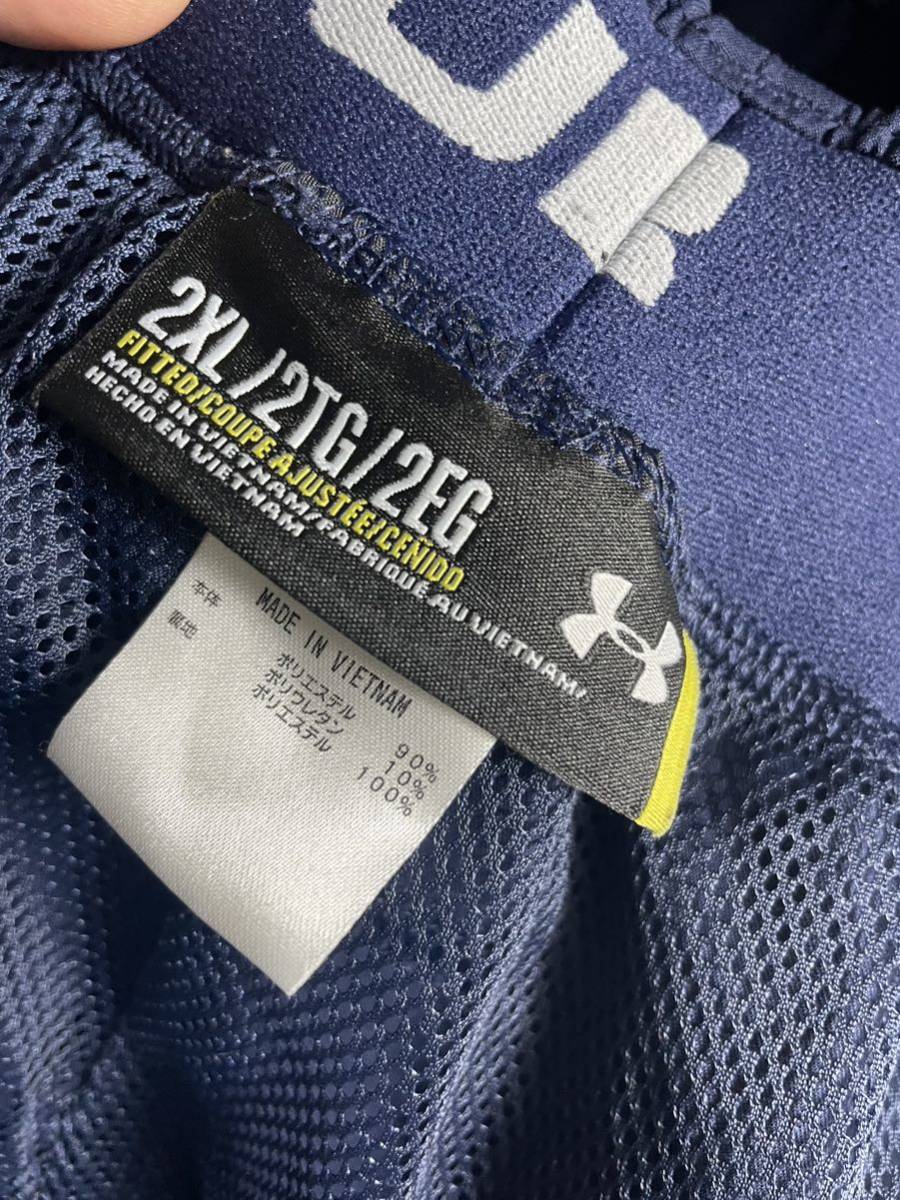 2XL/2TG/2EG
FITTED/COUPE AJUSTÉE/CEÑIDO
MADE IN VIETNAM/FABRIQUÉ AU VIETNAM/
HECHO EN VIETNAM
MADE IN VIETNAM
本体 ポリエステル 90%
ポリウレタン 10%
裏地 ポリエステル 100%